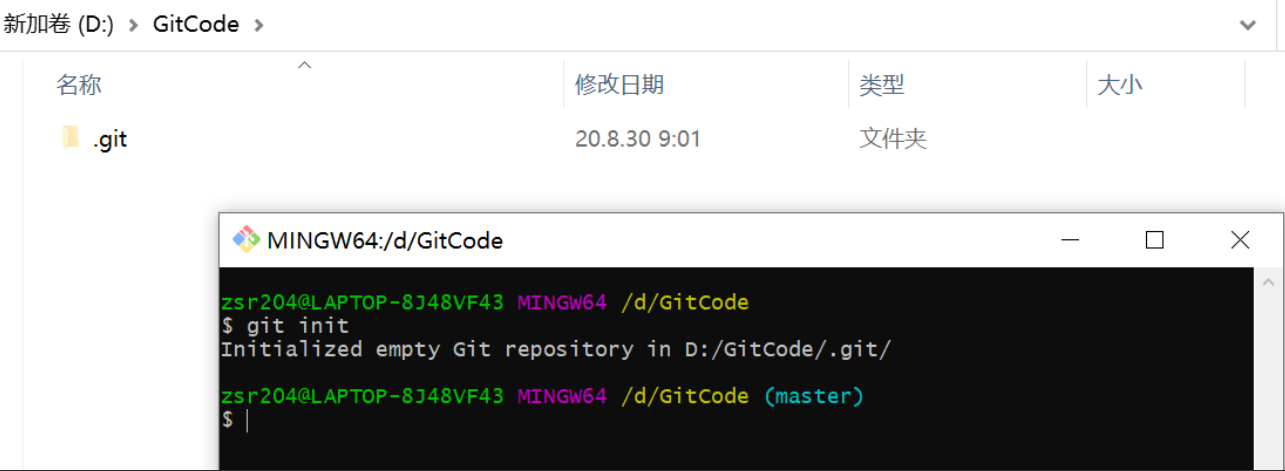 新加卷 (D:) > GitCode >
名称 修改日期 类型 大小
.git 20.8.30 9:01 文件夹
MINGW64:/d/GitCode
zsr204@LAPTOP-8J48VF43 MINGW64 /d/GitCode
$ git init
Initialized empty Git repository in D:/GitCode/.git/
zsr204@LAPTOP-8J48VF43 MINGW64 /d/GitCode (master)
$